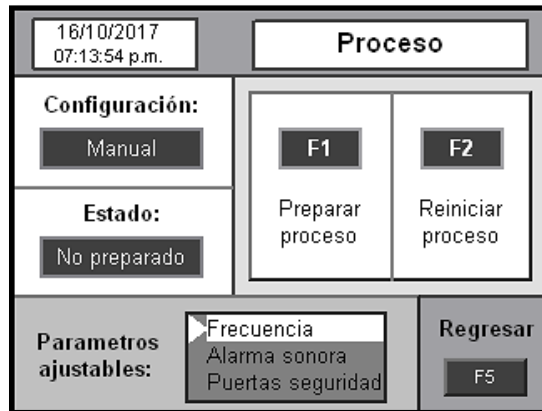 16/10/2017
07:13:54 p.m.
Proceso
Configuración:
Manual
Estado:
No preparado
F1
Preparar
proceso
F2
Reiniciar
proceso
Parametros
ajustables:
Frecuencia
Alarma sonora
Puertas seguridad
Regresar
F5